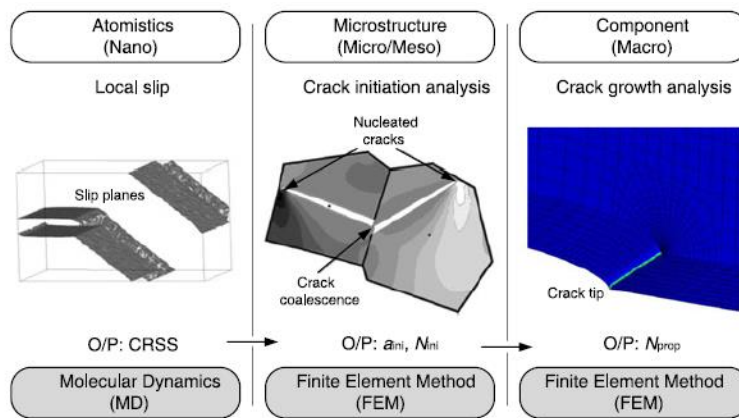 Atomistics
(Nano)
Local slip
Slip planes
O/P: CRSS
Molecular Dynamics
(MD)
Microstructure
(Micro/Meso)
Crack initiation analysis
Nucleated
cracks
Crack
coalescence
O/P: aini, Nini
Finite Element Method
(FEM)
Component
(Macro)
Crack growth analysis
Crack tip
O/P: Nprop
Finite Element Method
(FEM)